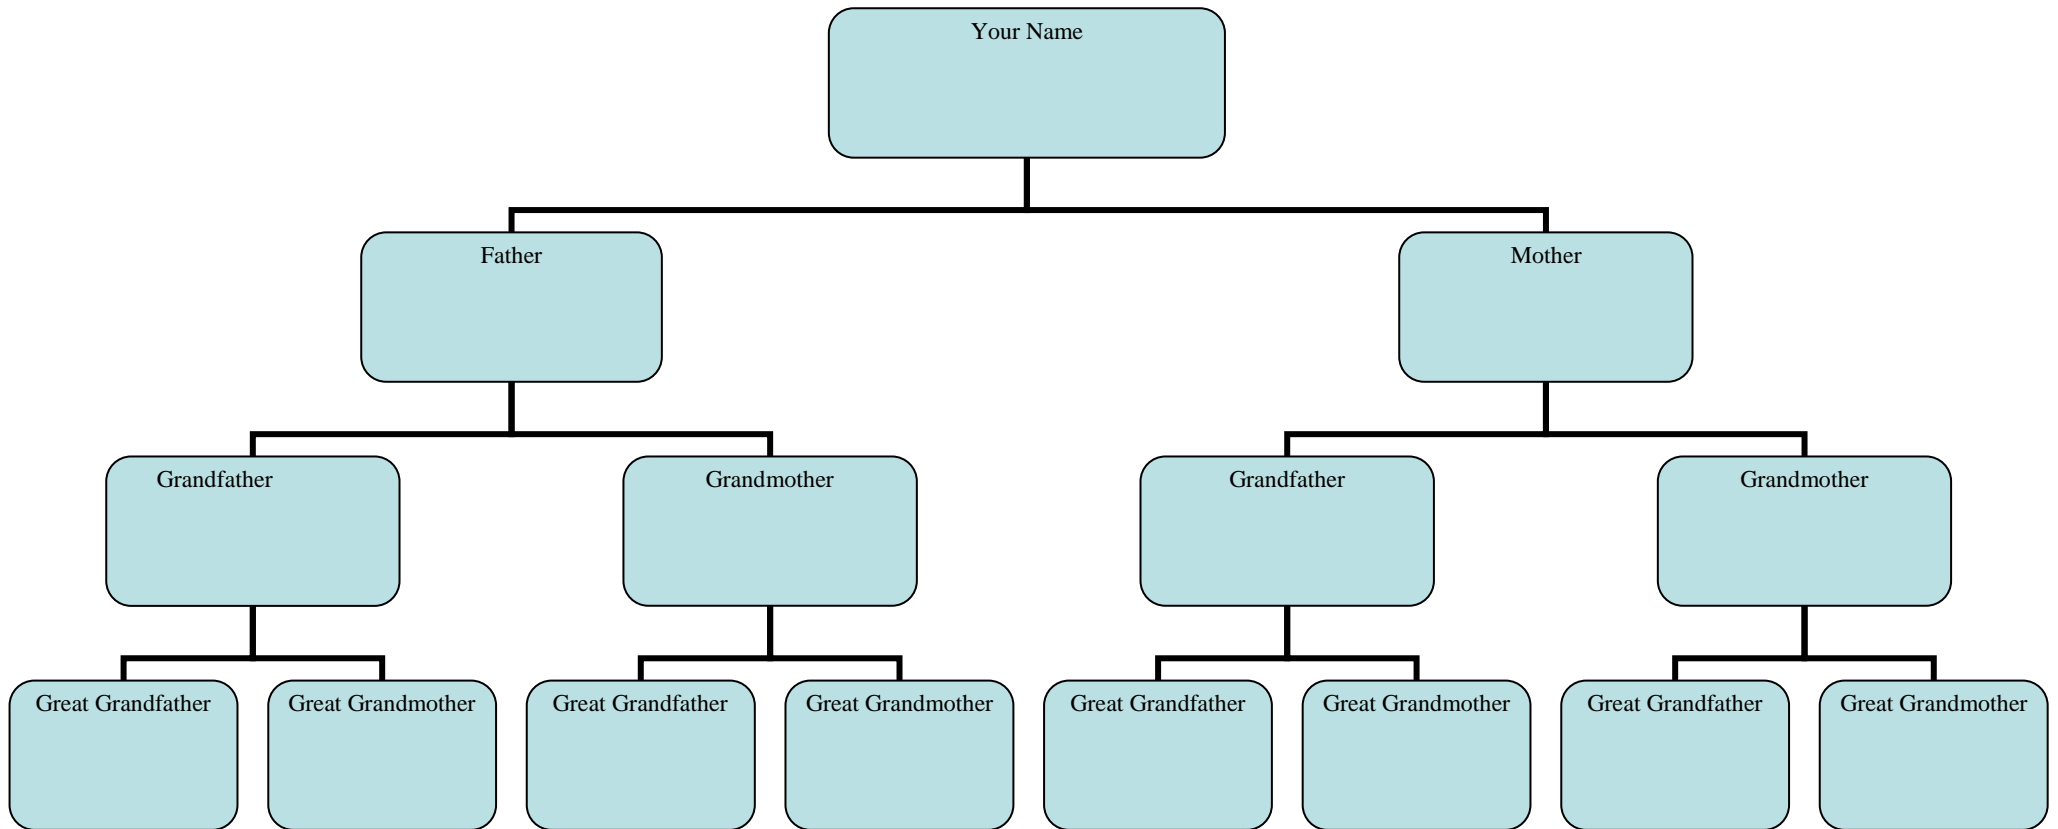 Your Name
Father
Mother
Grandfather
Grandmother
Grandfather
Grandmother
Great Grandfather
Great Grandmother
Great Grandfather
Great Grandmother
Great Grandfather
Great Grandmother
Great Grandfather
Great Grandmother